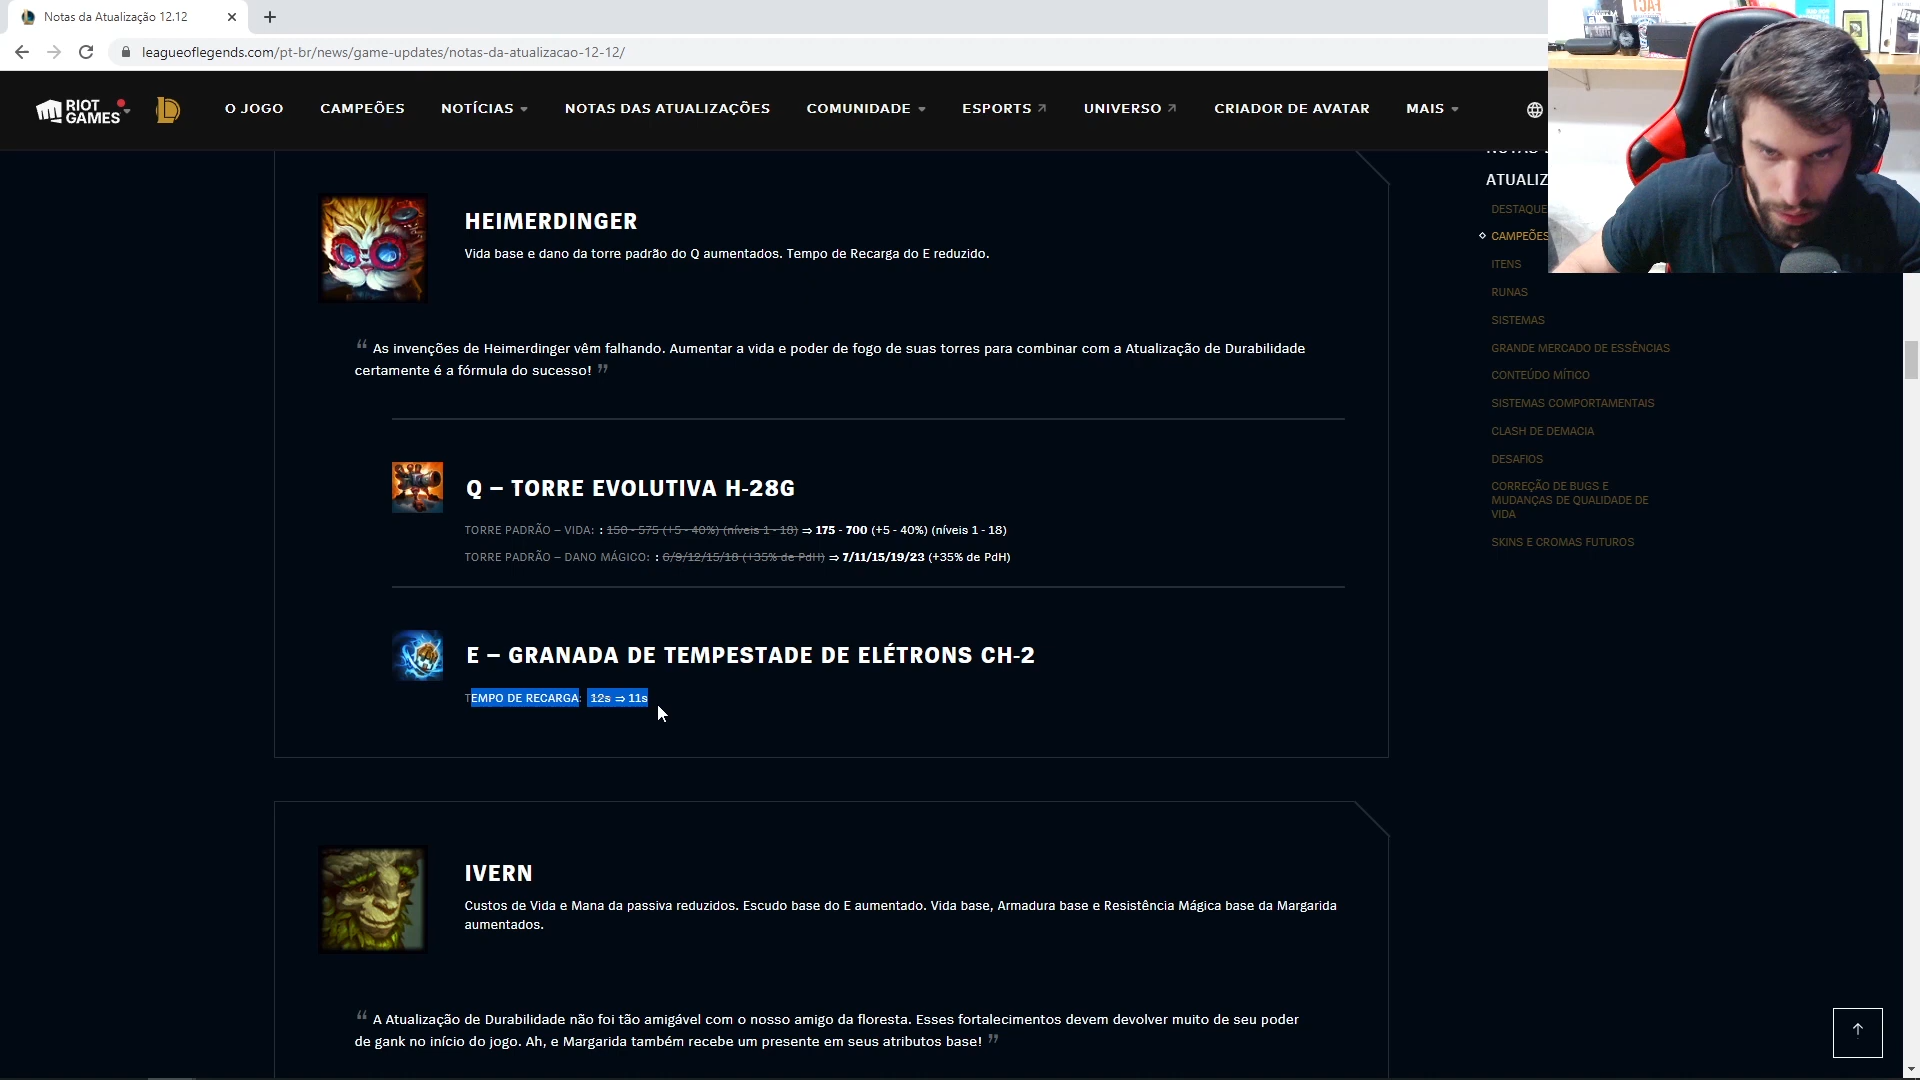 Notas da Atualização 12.12
leagueoflegends.com/pt-br/news/game-updates/notas-da-atualizacao-12-12/
RIOT GAMES
O JOGO
CAMPEÕES
NOTÍCIAS
NOTAS DAS ATUALIZAÇÕES
COMUNIDADE
ESPORTS
UNIVERSO
CRIADOR DE AVATAR
MAIS
HEIMERDINGER
Vida base e dano da torre padrão do Q aumentados. Tempo de Recarga do E reduzido.
“ As invenções de Heimerdinger vêm falhando. Aumentar a vida e poder de fogo de suas torres para combinar com a Atualização de Durabilidade
certamente é a fórmula do sucesso! ”
Q – TORRE EVOLUTIVA H-28G
TORRE PADRÃO – VIDA: : 150 - 575 (+5 - 40%) (níveis 1 - 18) ⇒ 175 - 700 (+5 - 40%) (níveis 1 - 18)
TORRE PADRÃO – DANO MÁGICO: : 6/9/12/15/18 (+35% de PdH) ⇒ 7/11/15/19/23 (+35% de PdH)
E – GRANADA DE TEMPESTADE DE ELÉTRONS CH-2
TEMPO DE RECARGA: 12s ⇒ 11s
IVERN
Custos de Vida e Mana da passiva reduzidos. Escudo base do E aumentado. Vida base, Armadura base e Resistência Mágica base da Margarida
aumentados.
“ A Atualização de Durabilidade não foi tão amigável com o nosso amigo da floresta. Esses fortalecimentos devem devolver muito de seu poder
de gank no início do jogo. Ah, e Margarida também recebe um presente em seus atributos base! ”
ATUALIZ
DESTAQUE
CAMPEÕES
ITENS
RUNAS
SISTEMAS
GRANDE MERCADO DE ESSÊNCIAS
CONTEÚDO MÍTICO
SISTEMAS COMPORTAMENTAIS
CLASH DE DEMACIA
DESAFIOS
CORREÇÃO DE BUGS E
MUDANÇAS DE QUALIDADE DE
VIDA
SKINS E CROMAS FUTUROS